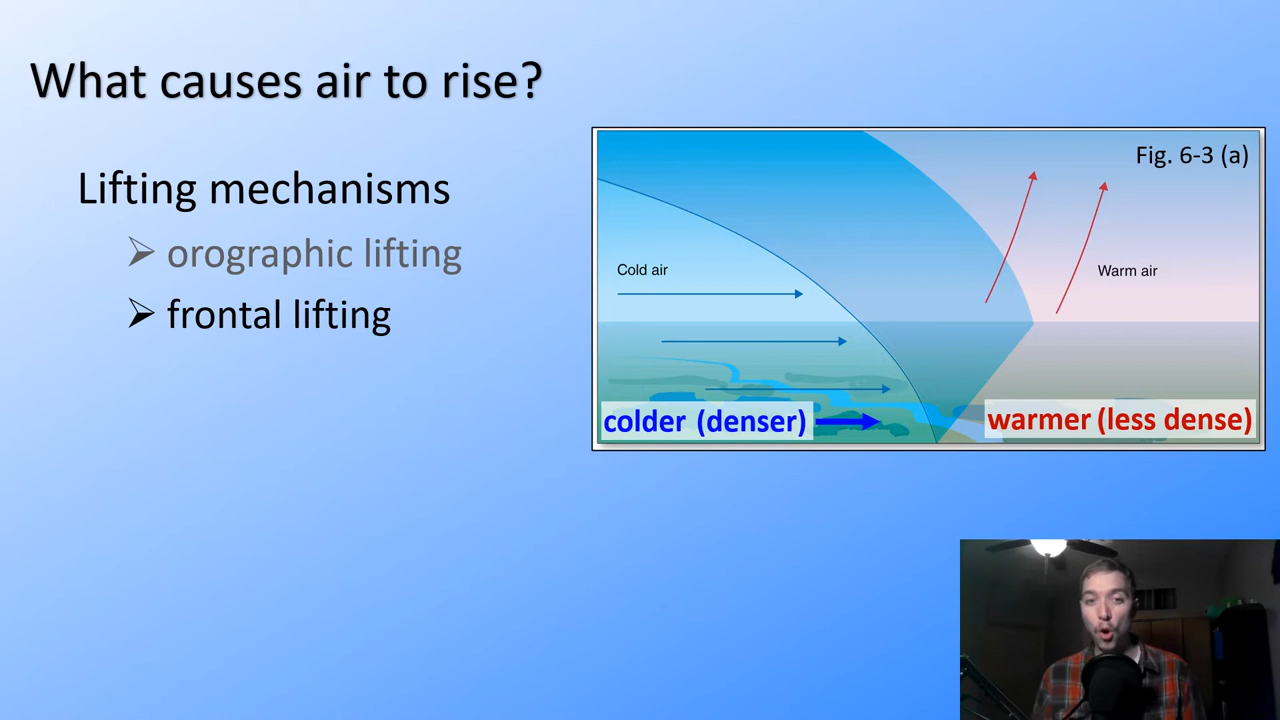 What causes air to rise?
Lifting mechanisms
orographic lifting
frontal lifting
Fig. 6-3 (a)
Cold air
Warm air
colder (denser)
warmer (less dense)